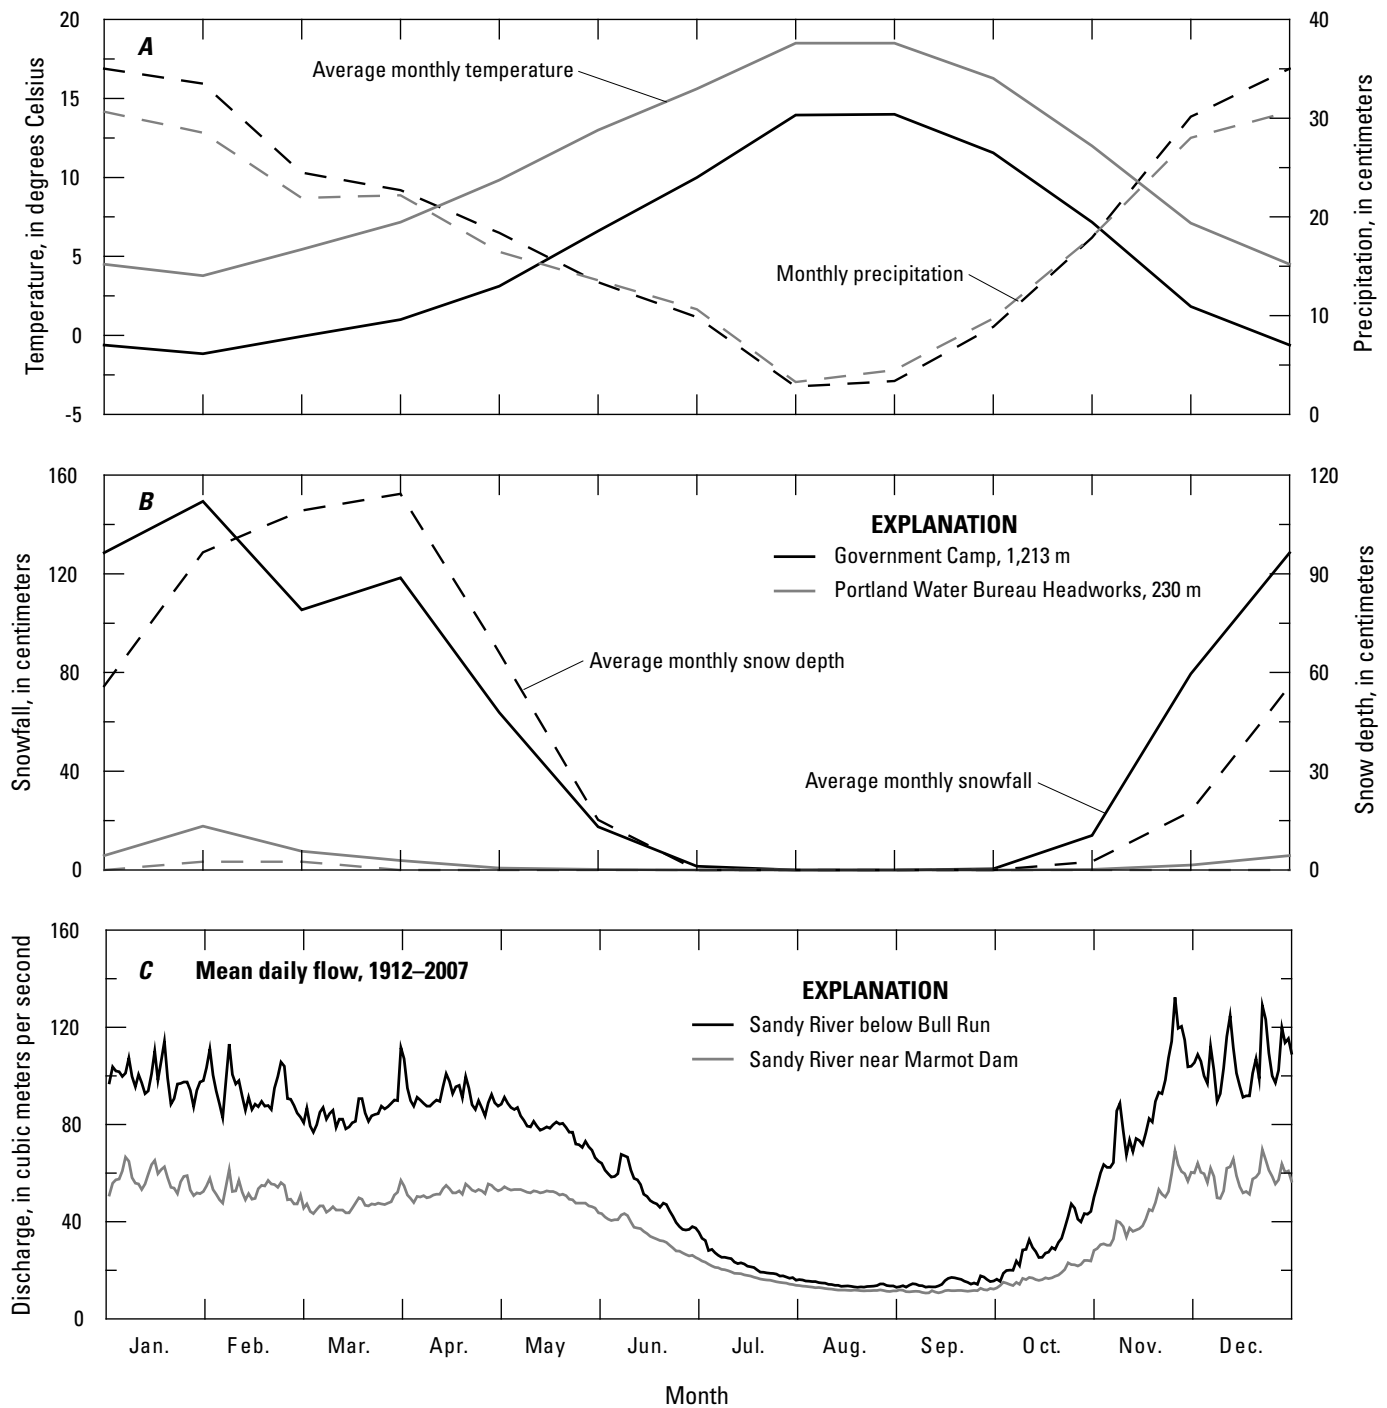 A
Temperature, in degrees Celsius
20
15
10
5
0
-5
Average monthly temperature
Monthly precipitation
40
30
20
10
0
Precipitation, in centimeters
B
Snowfall, in centimeters
160
120
80
40
0
EXPLANATION
Government Camp, 1,213 m
Portland Water Bureau Headworks, 230 m
Average monthly snow depth
Average monthly snowfall
120
90
60
30
0
Snow depth, in centimeters
C Mean daily flow, 1912–2007
Discharge, in cubic meters per second
160
120
80
40
0
EXPLANATION
Sandy River below Bull Run
Sandy River near Marmot Dam
Jan. Feb. Mar. Apr. May Jun. Jul. Aug. Sep. Oct. Nov. Dec.
Month